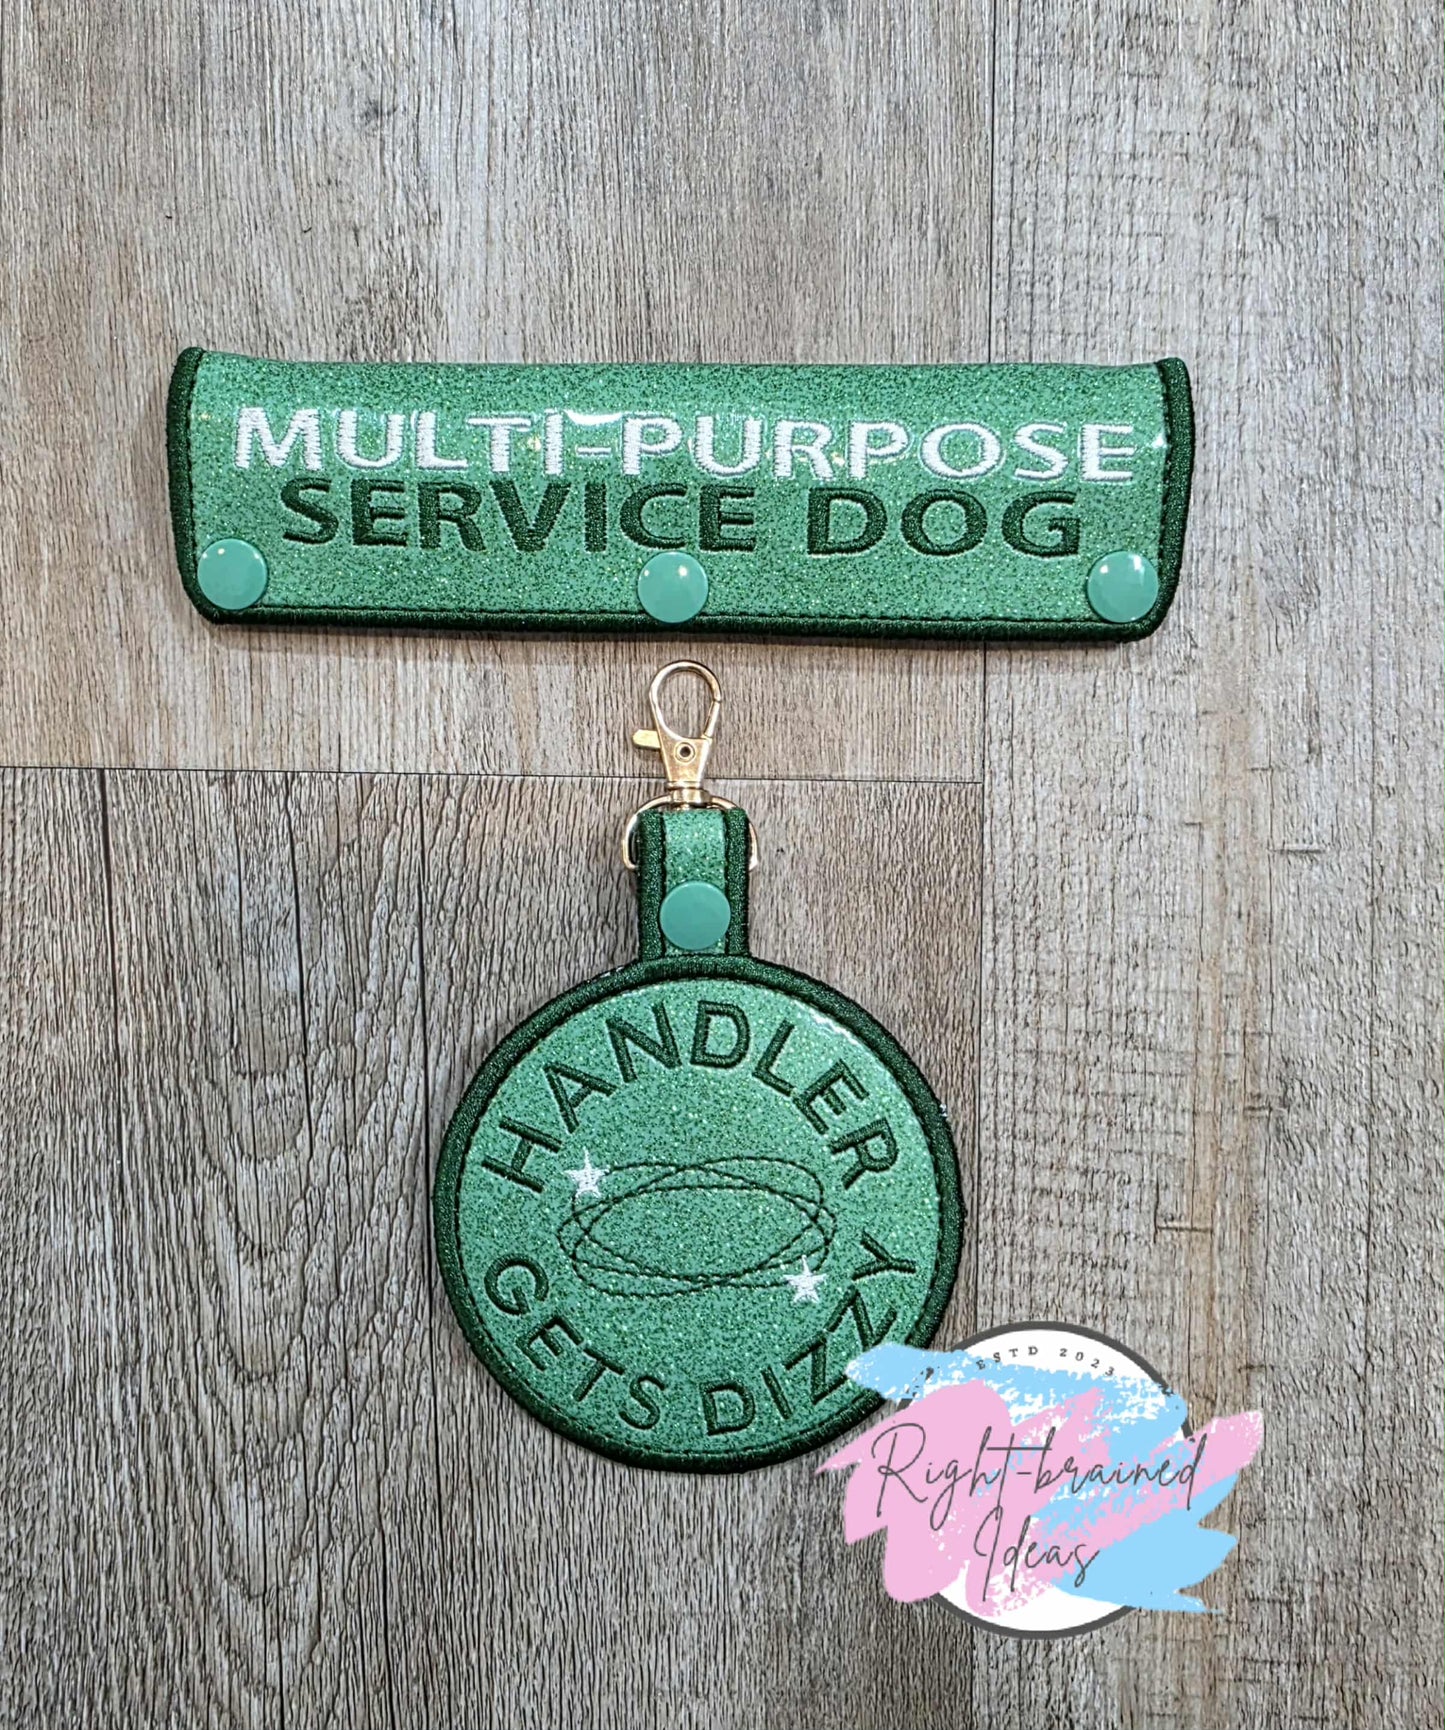 MULTI-PURPOSE
SERVICE DOG
HANDLER
GETS DIZZY
ESTD 2023
Right-brained
Ideas